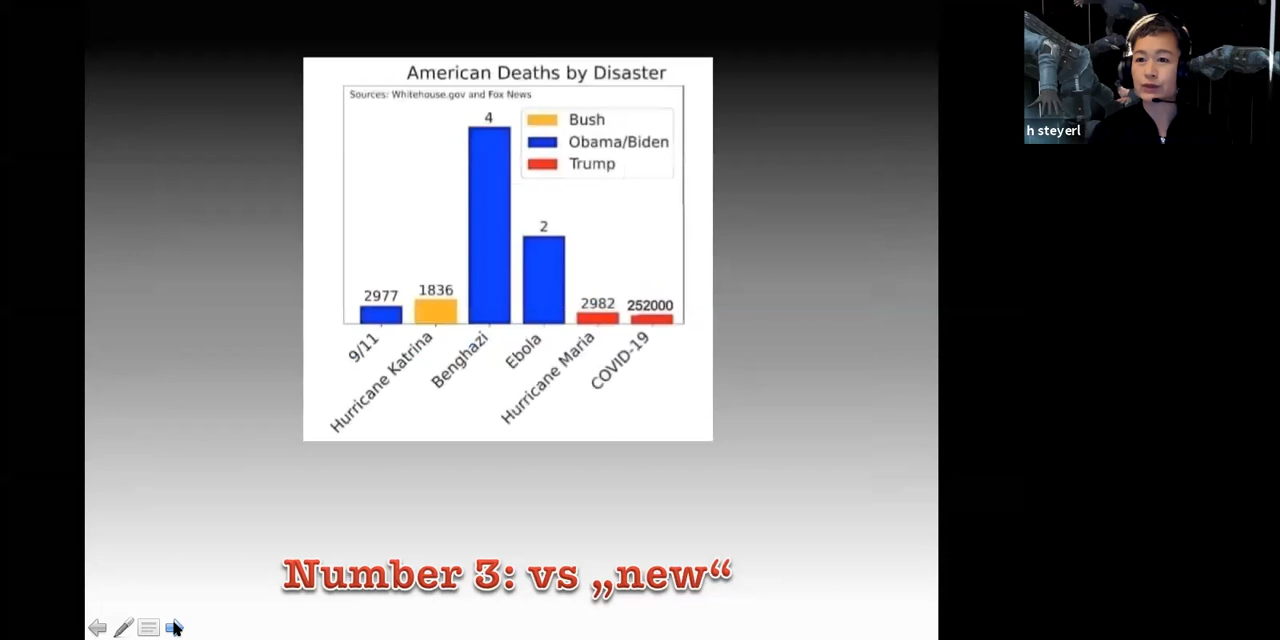 American Deaths by Disaster
Sources: Whitehouse.gov and Fox News
Bush
Obama/Biden
Trump
4
2
2977
1836
2982
252000
9/11
Hurricane Katrina
Benghazi
Ebola
Hurricane Maria
COVID-19
Number 3: vs „new“
h steyerl